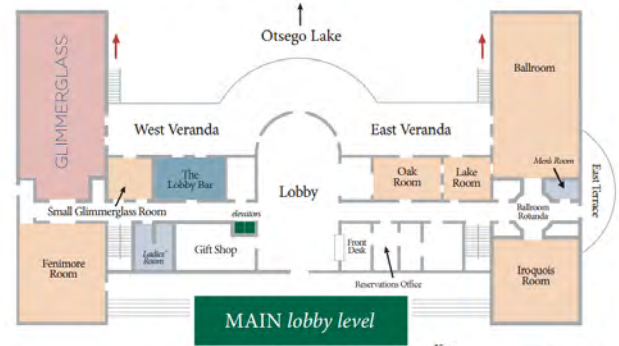 Otsego Lake
GLIMMERGLASS
Ballroom
West Veranda
East Veranda
The
Lobby Bar
Oak
Room
Lake
Room
Men's Room
East Terrace
Lobby
Small Glimmerglass Room
elevators
Ballroom
Rotunda
Fenimore
Room
Ladies'
Room
Gift Shop
Front
Desk
Reservations Office
Iroquois
Room
MAIN lobby level